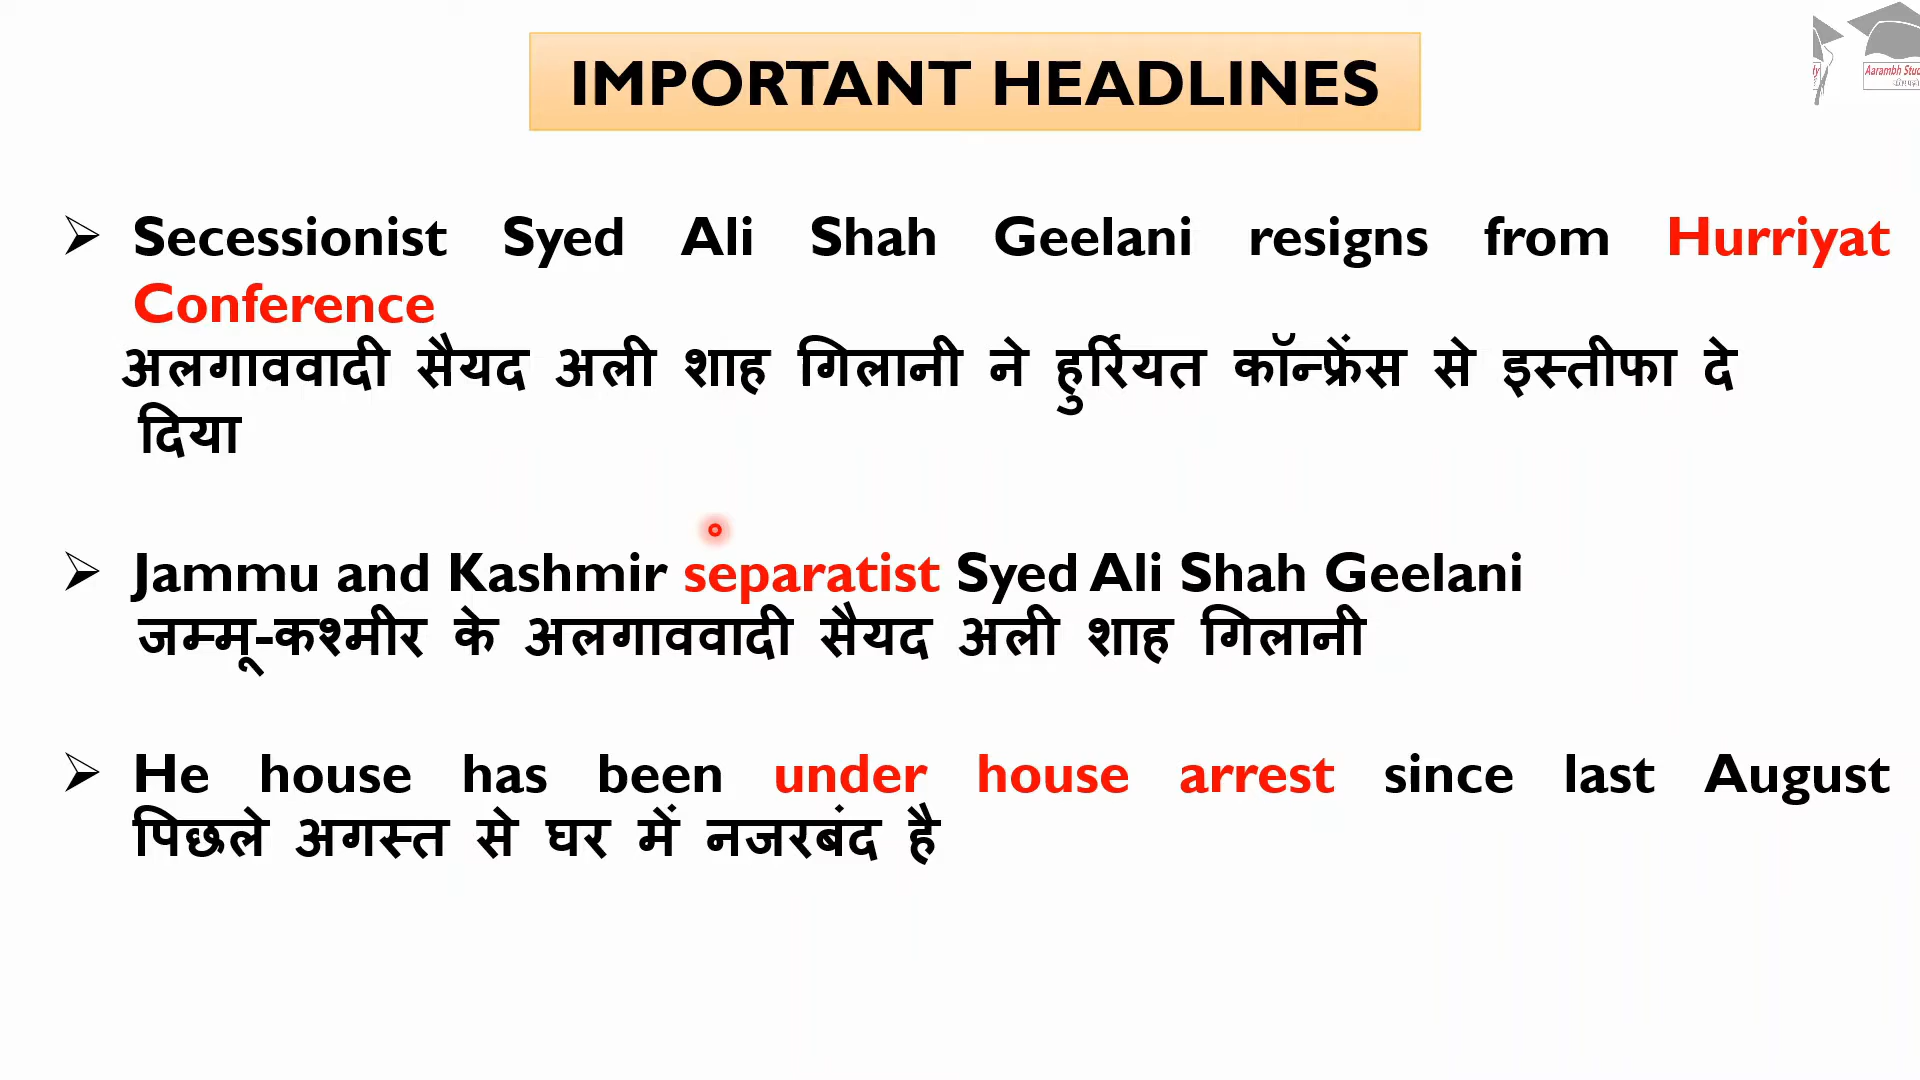 IMPORTANT HEADLINES
Aarambh Stud
➢ Secessionist Syed Ali Shah Geelani resigns from Hurriyat
Conference
अलगाववादी सैयद अली शाह गिलानी ने हुर्रियत कॉन्फ्रेंस से इस्तीफा दे
दिया
➢ Jammu and Kashmir separatist Syed Ali Shah Geelani
जम्मू-कश्मीर के अलगाववादी सैयद अली शाह गिलानी
➢ He house has been under house arrest since last August
पिछले अगस्त से घर में नजरबंद है